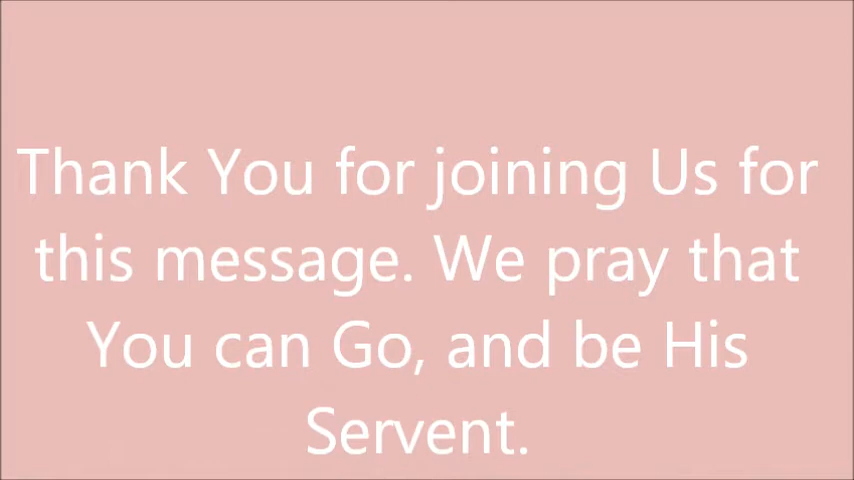 Thank You for joining Us for
this message. We pray that
You can Go, and be His
Servent.